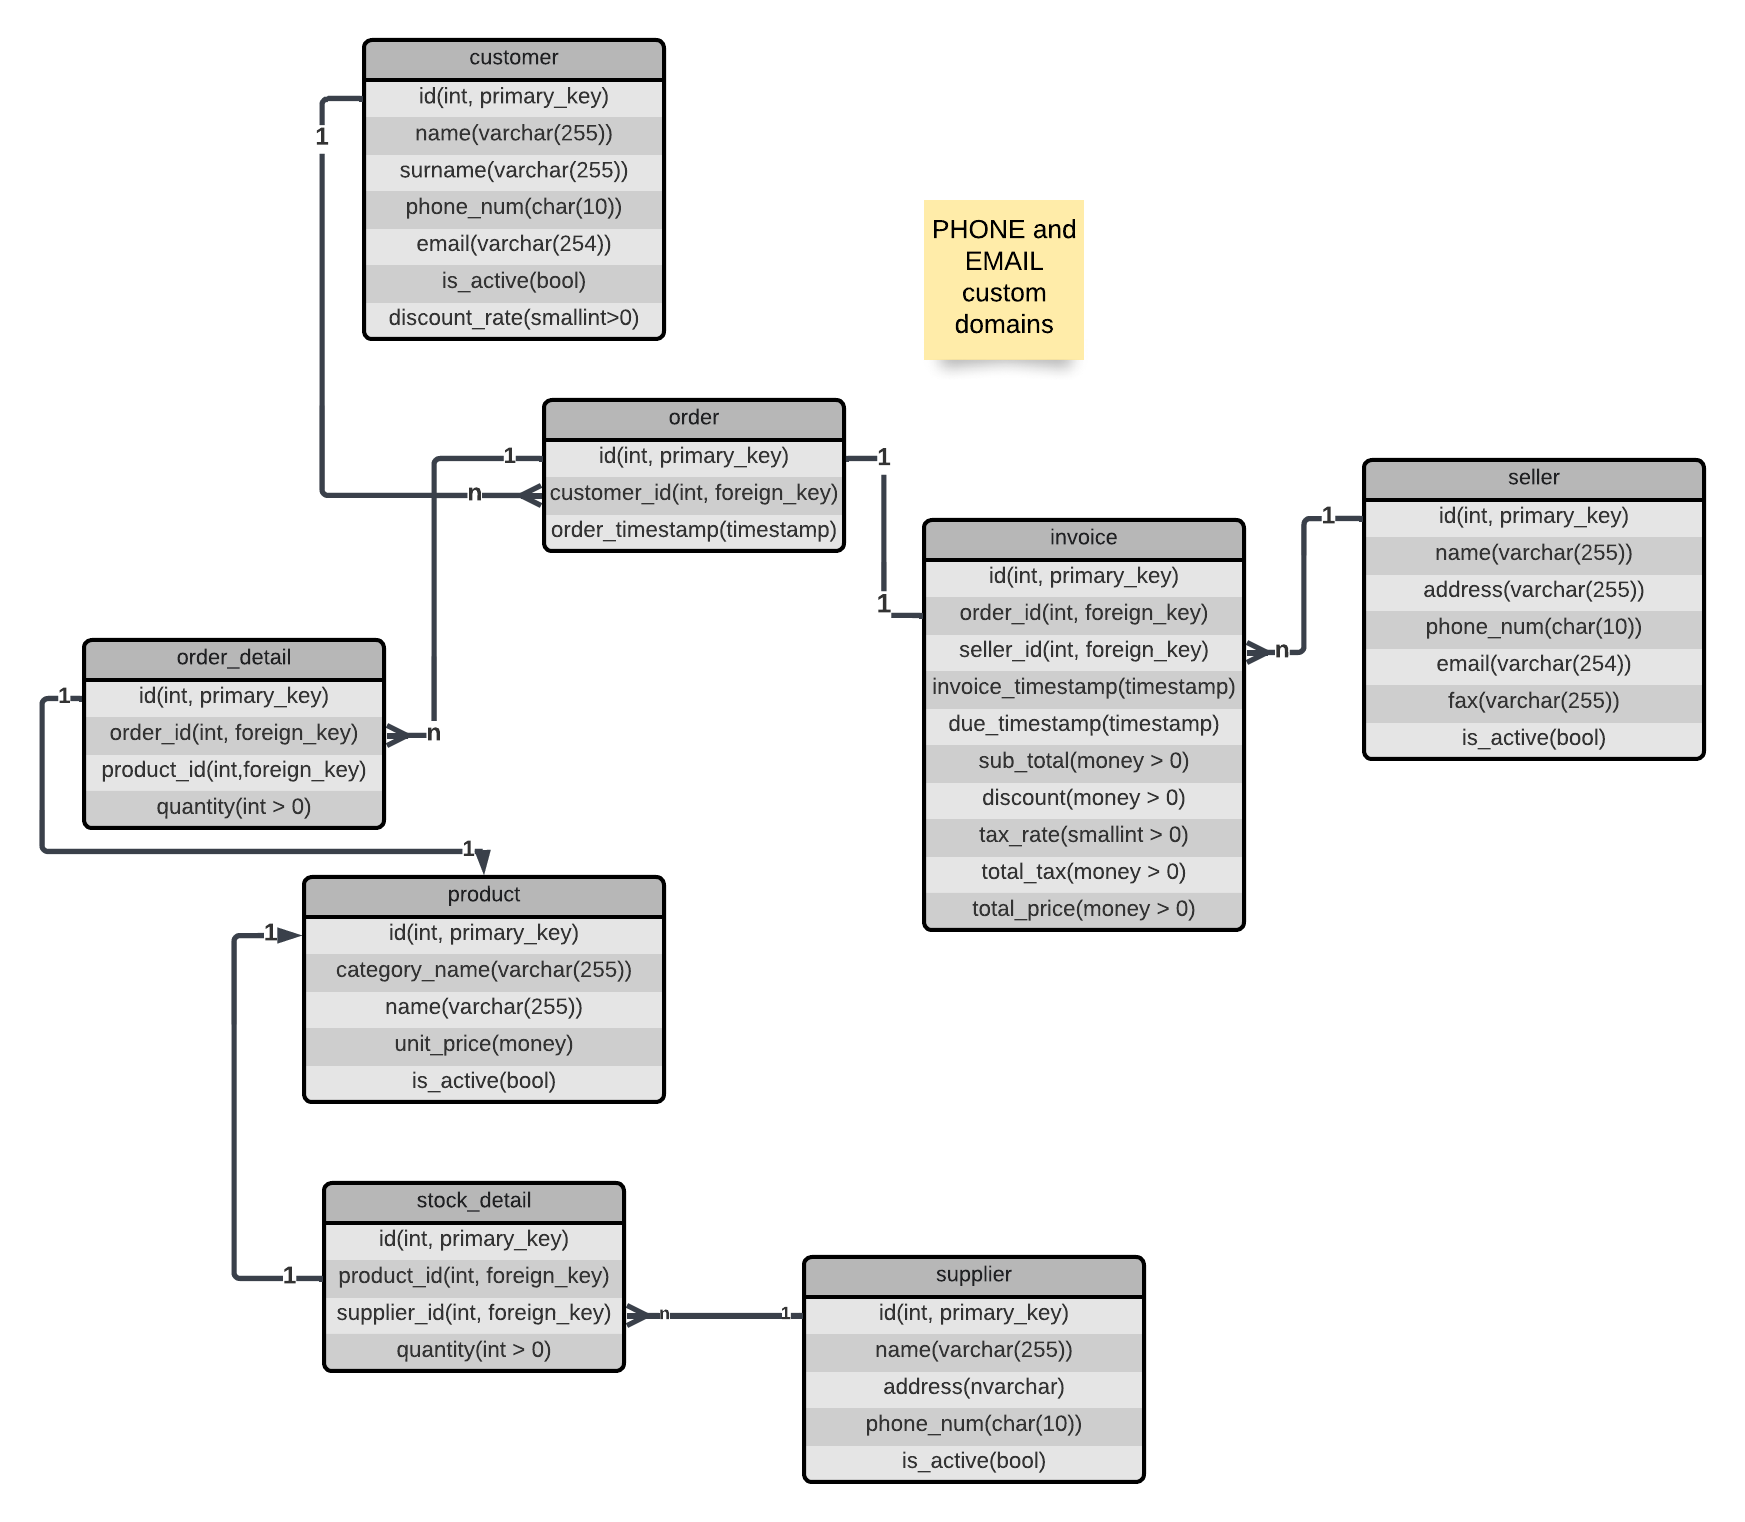 customer
id(int, primary_key)
name(varchar(255))
surname(varchar(255))
phone_num(char(10))
email(varchar(254))
is_active(bool)
discount_rate(smallint>0)
1
n
PHONE and
EMAIL
custom
domains
order
id(int, primary_key)
customer_id(int, foreign_key)
order_timestamp(timestamp)
1
n
1
1
invoice
id(int, primary_key)
order_id(int, foreign_key)
seller_id(int, foreign_key)
invoice_timestamp(timestamp)
due_timestamp(timestamp)
sub_total(money > 0)
discount(money > 0)
tax_rate(smallint > 0)
total_tax(money > 0)
total_price(money > 0)
n
1
seller
id(int, primary_key)
name(varchar(255))
address(varchar(255))
phone_num(char(10))
email(varchar(254))
fax(varchar(255))
is_active(bool)
order_detail
id(int, primary_key)
order_id(int, foreign_key)
product_id(int,foreign_key)
quantity(int > 0)
1
1
product
id(int, primary_key)
category_name(varchar(255))
name(varchar(255))
unit_price(money)
is_active(bool)
1
1
stock_detail
id(int, primary_key)
product_id(int, foreign_key)
supplier_id(int, foreign_key)
quantity(int > 0)
n
1
supplier
id(int, primary_key)
name(varchar(255))
address(nvarchar)
phone_num(char(10))
is_active(bool)